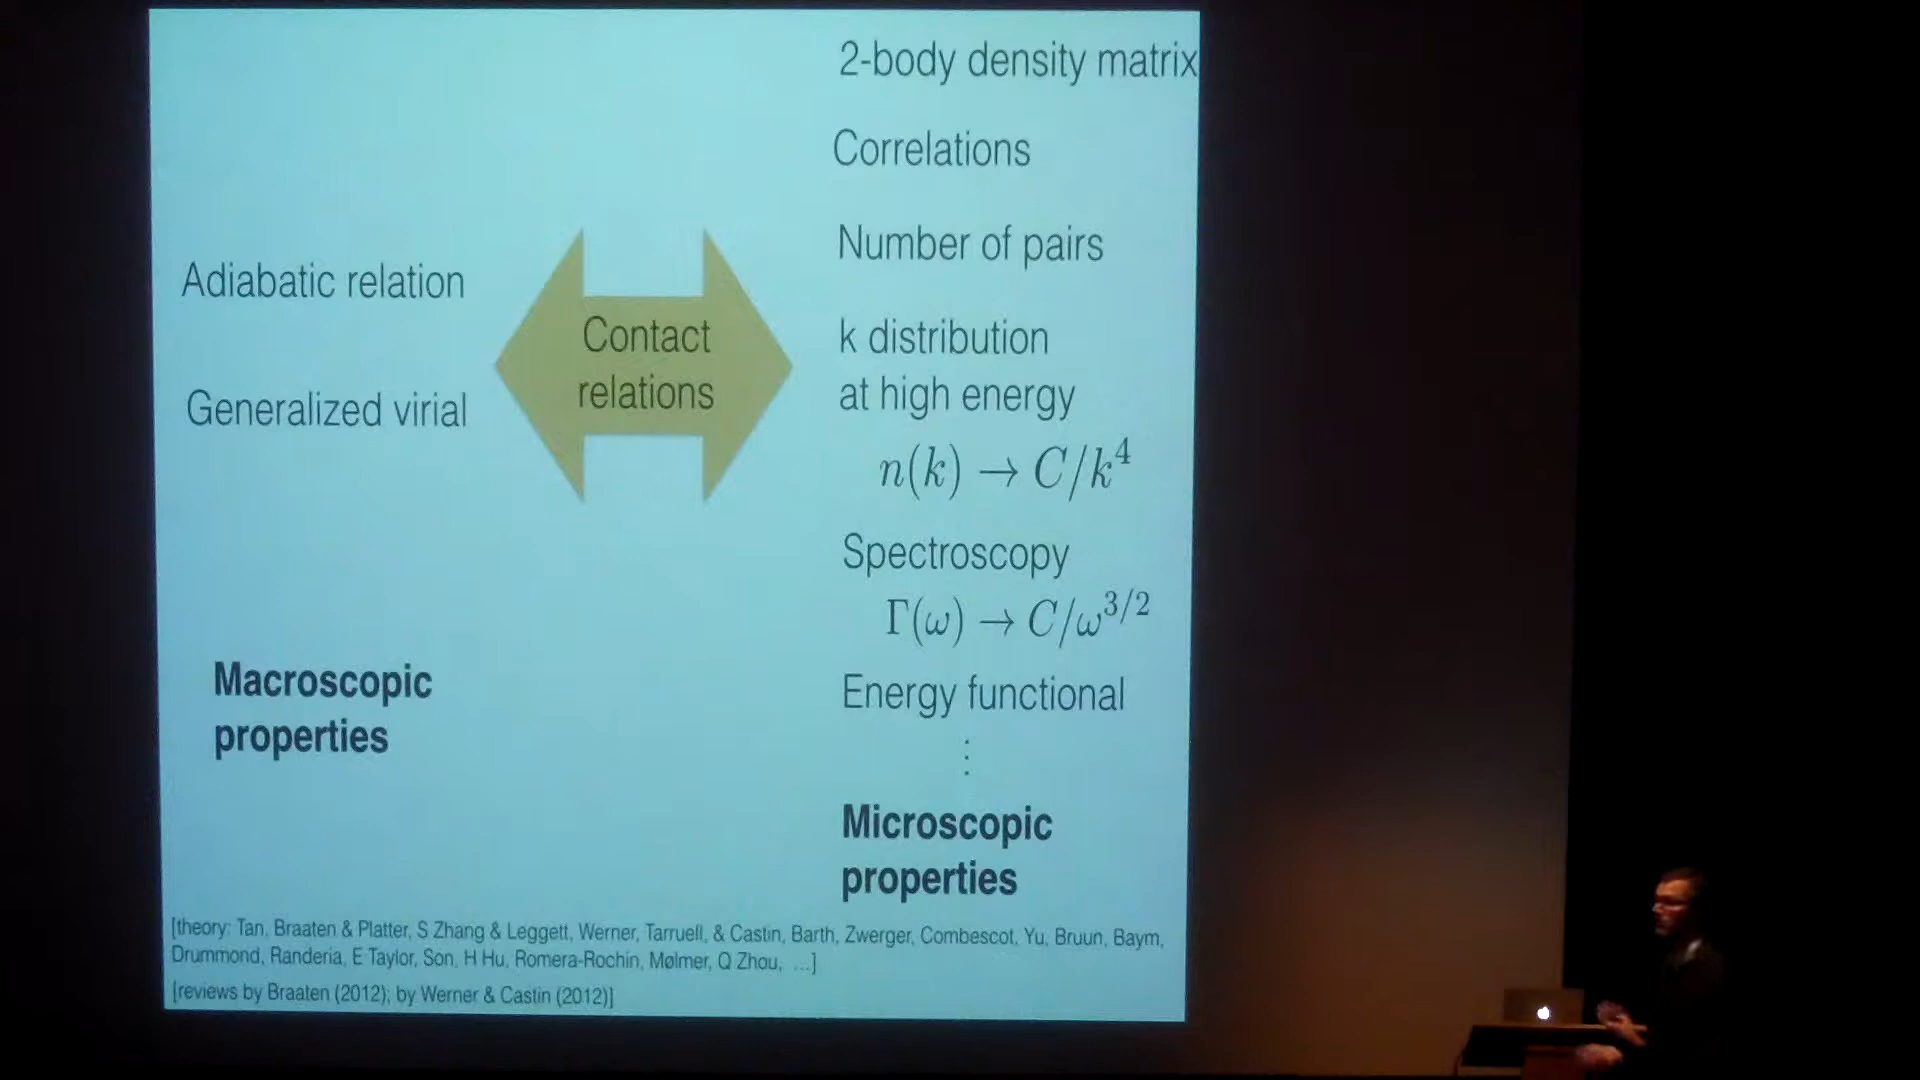 2-body density matrix
Correlations
Number of pairs
k distribution
at high energy
n(k) → C/k⁴
Spectroscopy
Γ(ω) → C/ω³/²
Energy functional
⋮
Microscopic
properties
Adiabatic relation
Generalized virial
Contact
relations
Macroscopic
properties
[theory: Tan, Braaten & Platter, S Zhang & Leggett, Werner, Tarruell, & Castin, Barth, Zwerger, Combescot, Yu, Bruun, Baym,
Drummond, Randeria, E Taylor, Son, H Hu, Romera-Rochin, Mølmer, Q Zhou, ...]
[reviews by Braaten (2012); by Werner & Castin (2012)]